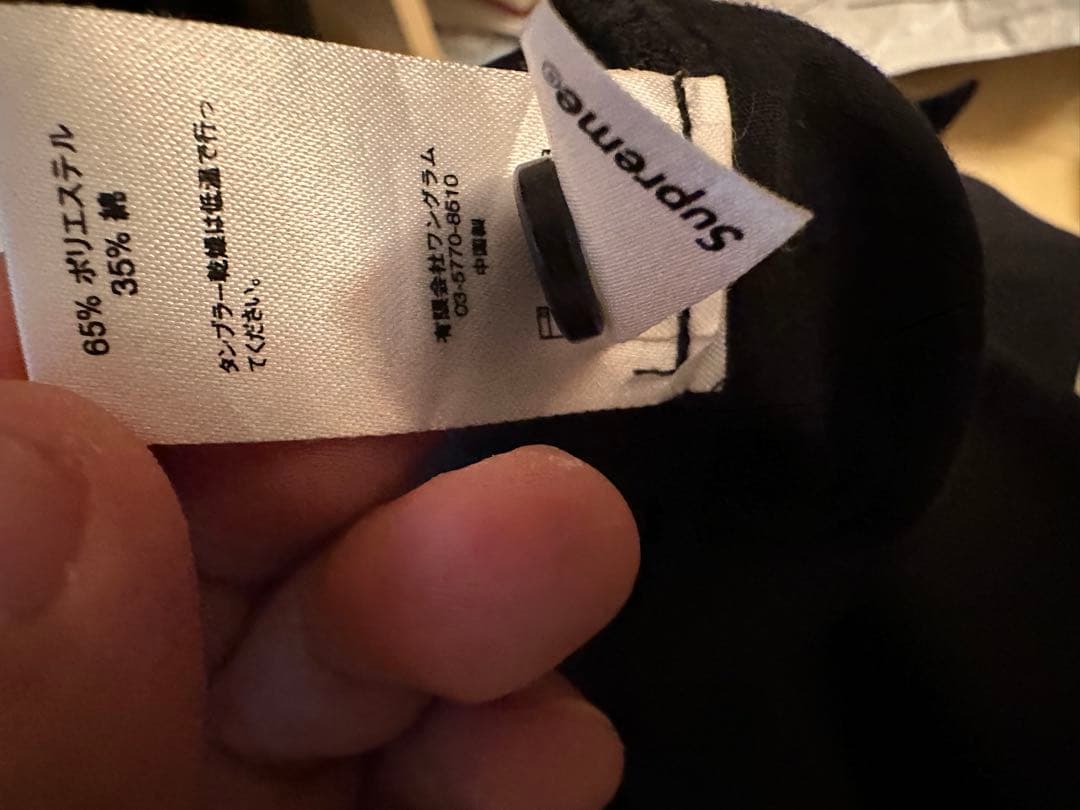 65% ポリエステル
35% 綿
タンブラー乾燥は低温で行っ
てください。
有限会社ワングラム
03-5770-8510
中国製
Supreme®